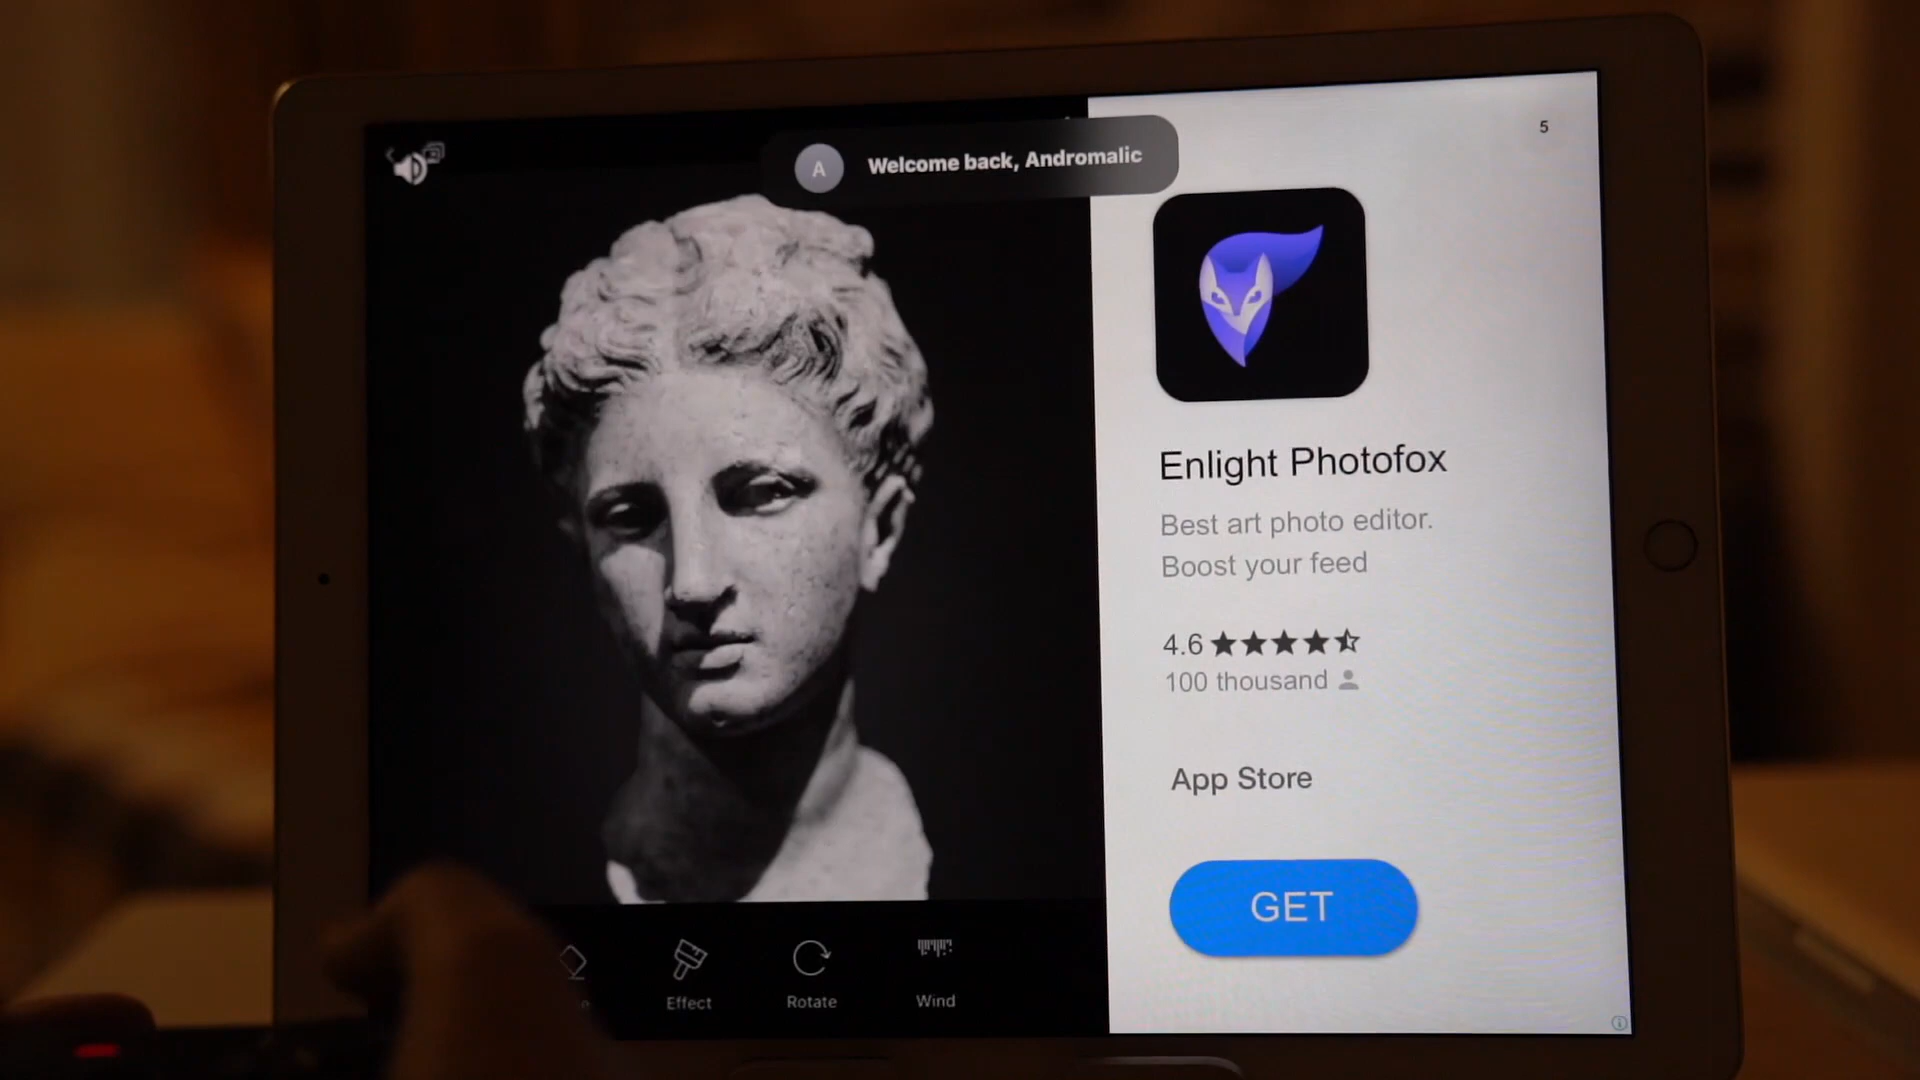 A
Welcome back, Andromalic
5
Enlight Photofox
Best art photo editor.
Boost your feed
4.6
100 thousand
App Store
GET
Effect
Rotate
Wind